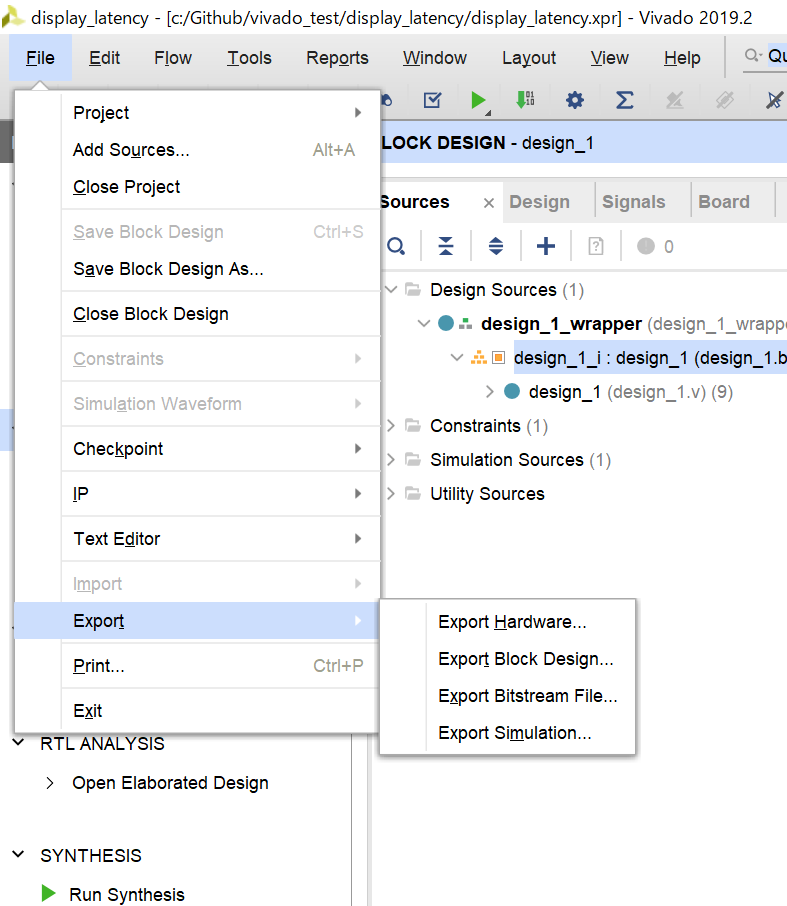 display_latency - [c:/Github/vivado_test/display_latency/display_latency.xpr] - Vivado 2019.2
File Edit Flow Tools Reports Window Layout View Help Qu
LOCK DESIGN - design_1
Project
Add Sources... Alt+A
Close Project
Save Block Design Ctrl+S
Save Block Design As...
Close Block Design
Constraints
Simulation Waveform
Checkpoint
IP
Text Editor
Import
Export
Print... Ctrl+P
Exit
Export Hardware...
Export Block Design...
Export Bitstream File...
Export Simulation...
Sources × Design Signals Board
0
Design Sources (1)
design_1_wrapper (design_1_wrappe
design_1_i : design_1 (design_1.b
design_1 (design_1.v) (9)
Constraints (1)
Simulation Sources (1)
Utility Sources
RTL ANALYSIS
Open Elaborated Design
SYNTHESIS
Run Synthesis